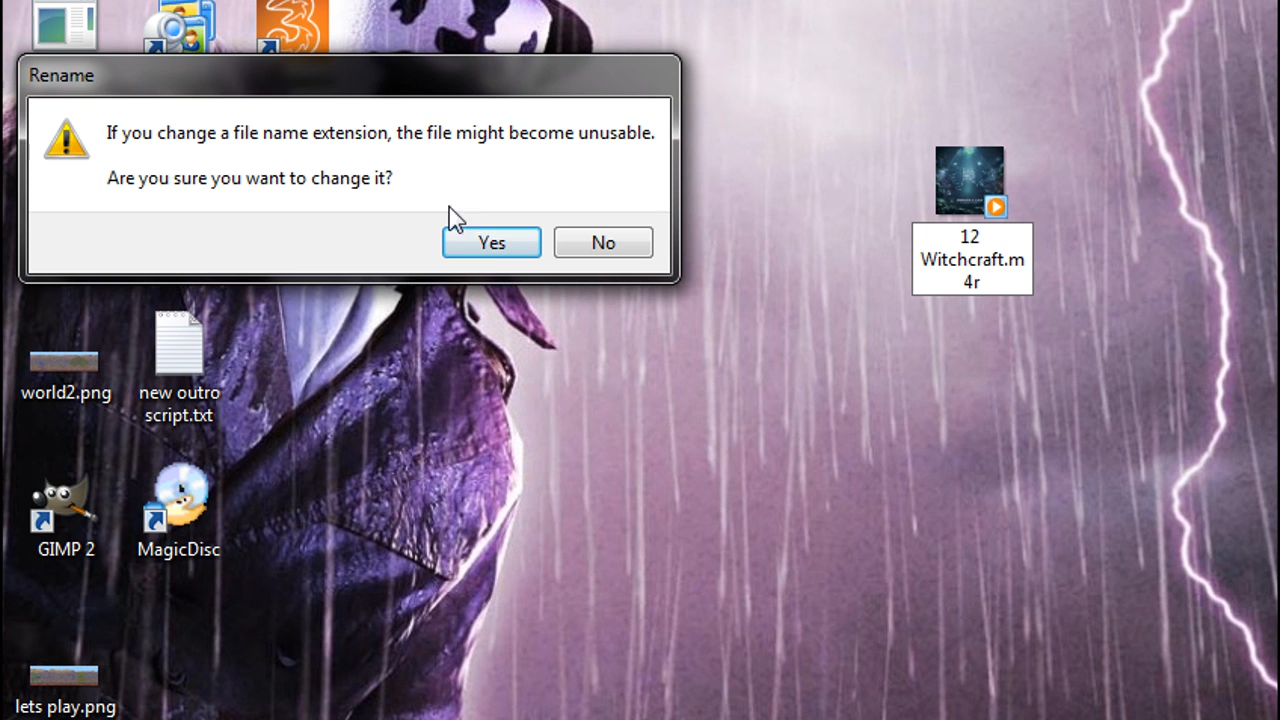 Rename
If you change a file name extension, the file might become unusable.
Are you sure you want to change it?
Yes
No
12
Witchcraft.m
4r
world2.png
new outro
script.txt
GIMP 2
MagicDisc
lets play.png